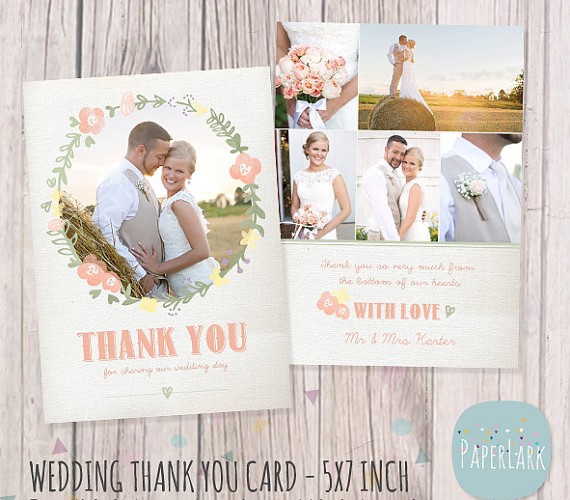 THANK YOU
for sharing our wedding day
Thank you so very much from
the bottom of our hearts
WITH LOVE
Mr & Mrs Harter
PAPERLARK
WEDDING THANK YOU CARD - 5X7 INCH